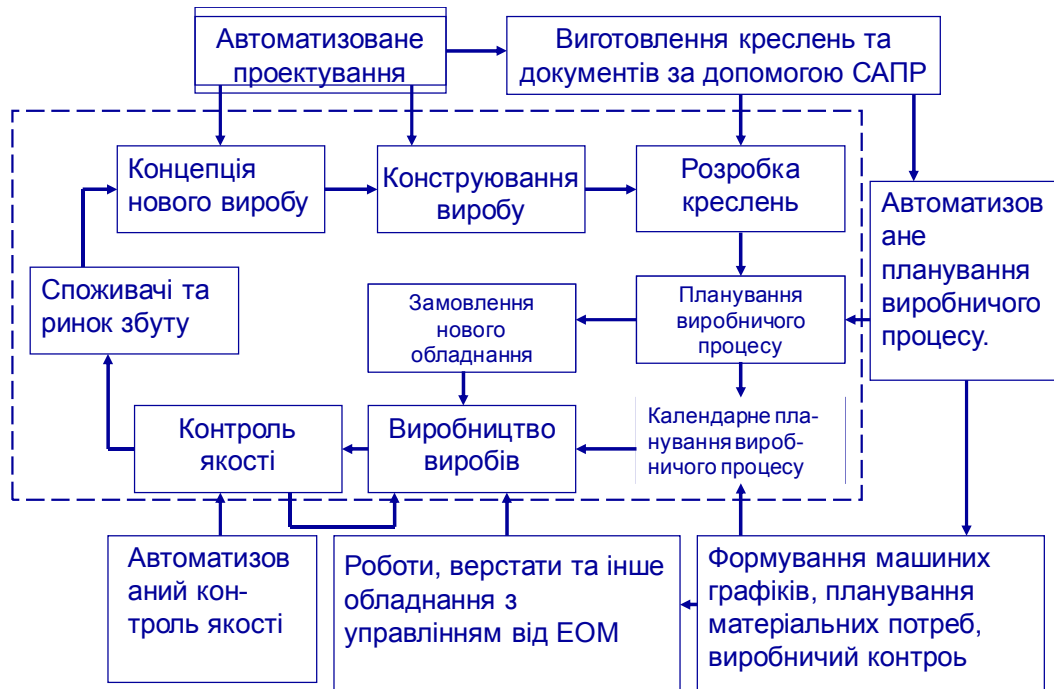 Автоматизоване
проектування
Виготовлення креслень та
документів за допомогою САПР
Концепція
нового виробу
Конструювання
виробу
Розробка
креслень
Автоматизов
ане
планування
виробничого
процесу.
Споживачі та
ринок збуту
Замовлення
нового
обладнання
Планування
виробничого
процесу
Контроль
якості
Виробництво
виробів
Календарне пла-
нування вироб-
ничого процесу
Автоматизов
аний кон-
троль якості
Роботи, верстати та інше
обладнання з
управлінням від ЕОМ
Формування машиних
графіків, планування
матеріальних потреб,
виробничий контроь